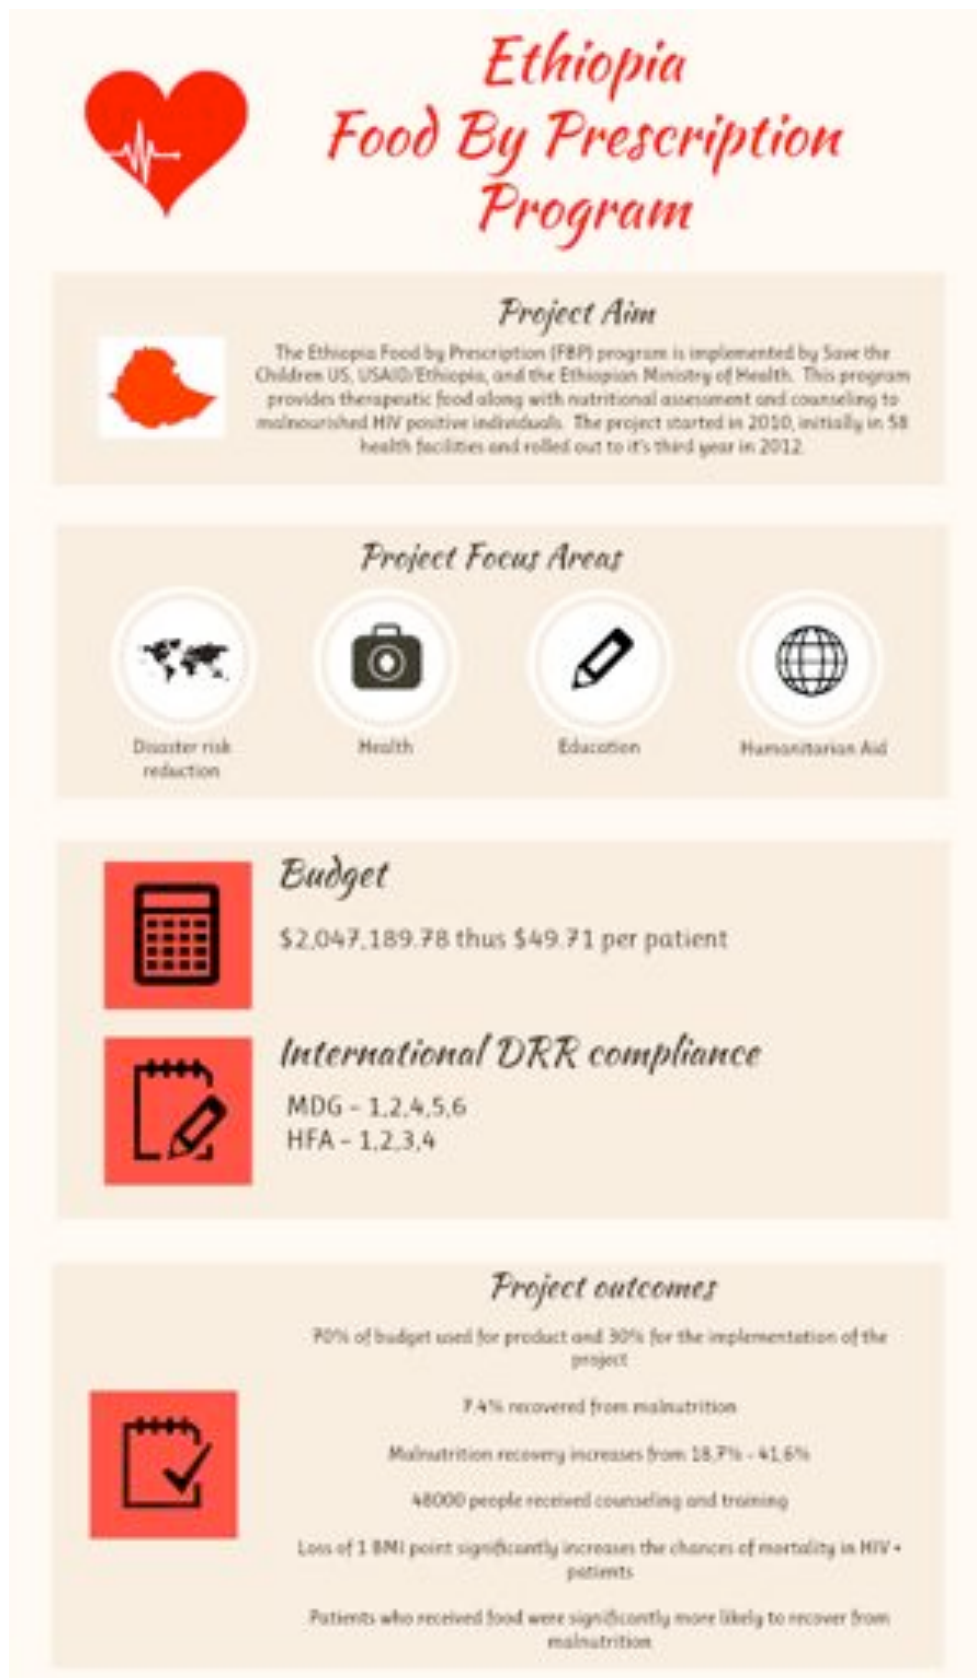 Ethiopia
Food By Prescription
Program
Project Aim
The Ethiopia Food by Prescription (FBP) program is implemented by Save the
Children US, USAID/Ethiopia, and the Ethiopian Ministry of Health. This program
provides therapeutic food along with nutritional assessment and counseling to
malnourished HIV positive individuals. The project started in 2010, initially in 58
health facilities and rolled out to it's third year in 2012.
Project Focus Areas
Disaster risk
reduction
Health
Education
Humanitarian Aid
Budget
$2,047,189.78 thus $49.71 per patient
International DRR compliance
MDG - 1,2,4,5,6
HFA - 1,2,3,4
Project outcomes
70% of budget used for product and 30% for the implementation of the
project
7.4% recovered from malnutrition
Malnutrition recovery increases from 18,7% - 41,6%
48000 people received counseling and training
Loss of 1 BMI point significantly increases the chances of mortality in HIV +
patients
Patients who received food were significantly more likely to recover from
malnutrition